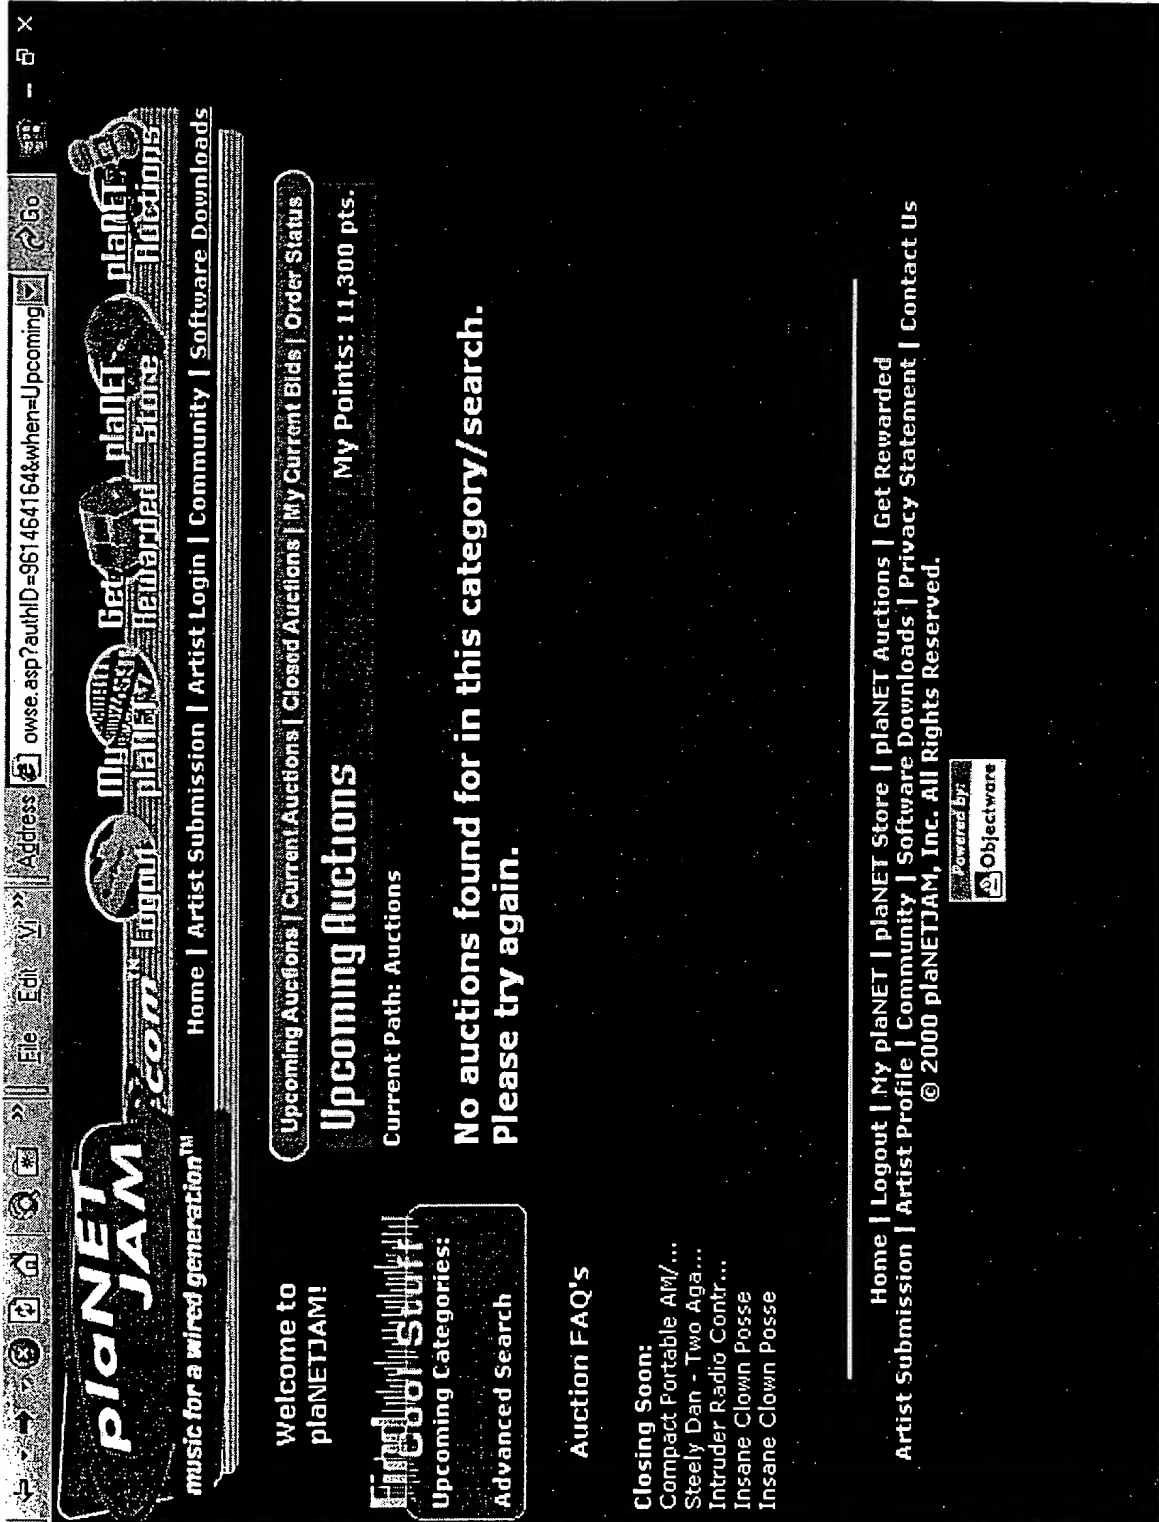 File Edit Vi » Address owse.asp?authID=961464164&when=Upcoming Go
plaNET JAM .com™
Logout My plaNET Get Rewarded plaNET Store plaNET Auctions
music for a wired generation™
Home | Artist Submission | Artist Login | Community | Software Downloads
Welcome to
plaNETJAM!
Find Cool Stuff
Upcoming Categories:
Advanced Search
Auction FAQ's
Closing Soon:
Compact Portable AM/...
Steely Dan - Two Aga...
Intruder Radio Contr...
Insane Clown Posse
Insane Clown Posse
Upcoming Auctions | Current Auctions | Closed Auctions | My Current Bids | Order Status
Upcoming Auctions My Points: 11,300 pts.
Current Path: Auctions
No auctions found for in this category/search.
Please try again.
Home | Logout | My plaNET | plaNET Store | plaNET Auctions | Get Rewarded
Artist Submission | Artist Profile | Community | Software Downloads | Privacy Statement | Contact Us
© 2000 plaNETJAM, Inc. All Rights Reserved.
Powered by:
Objectware